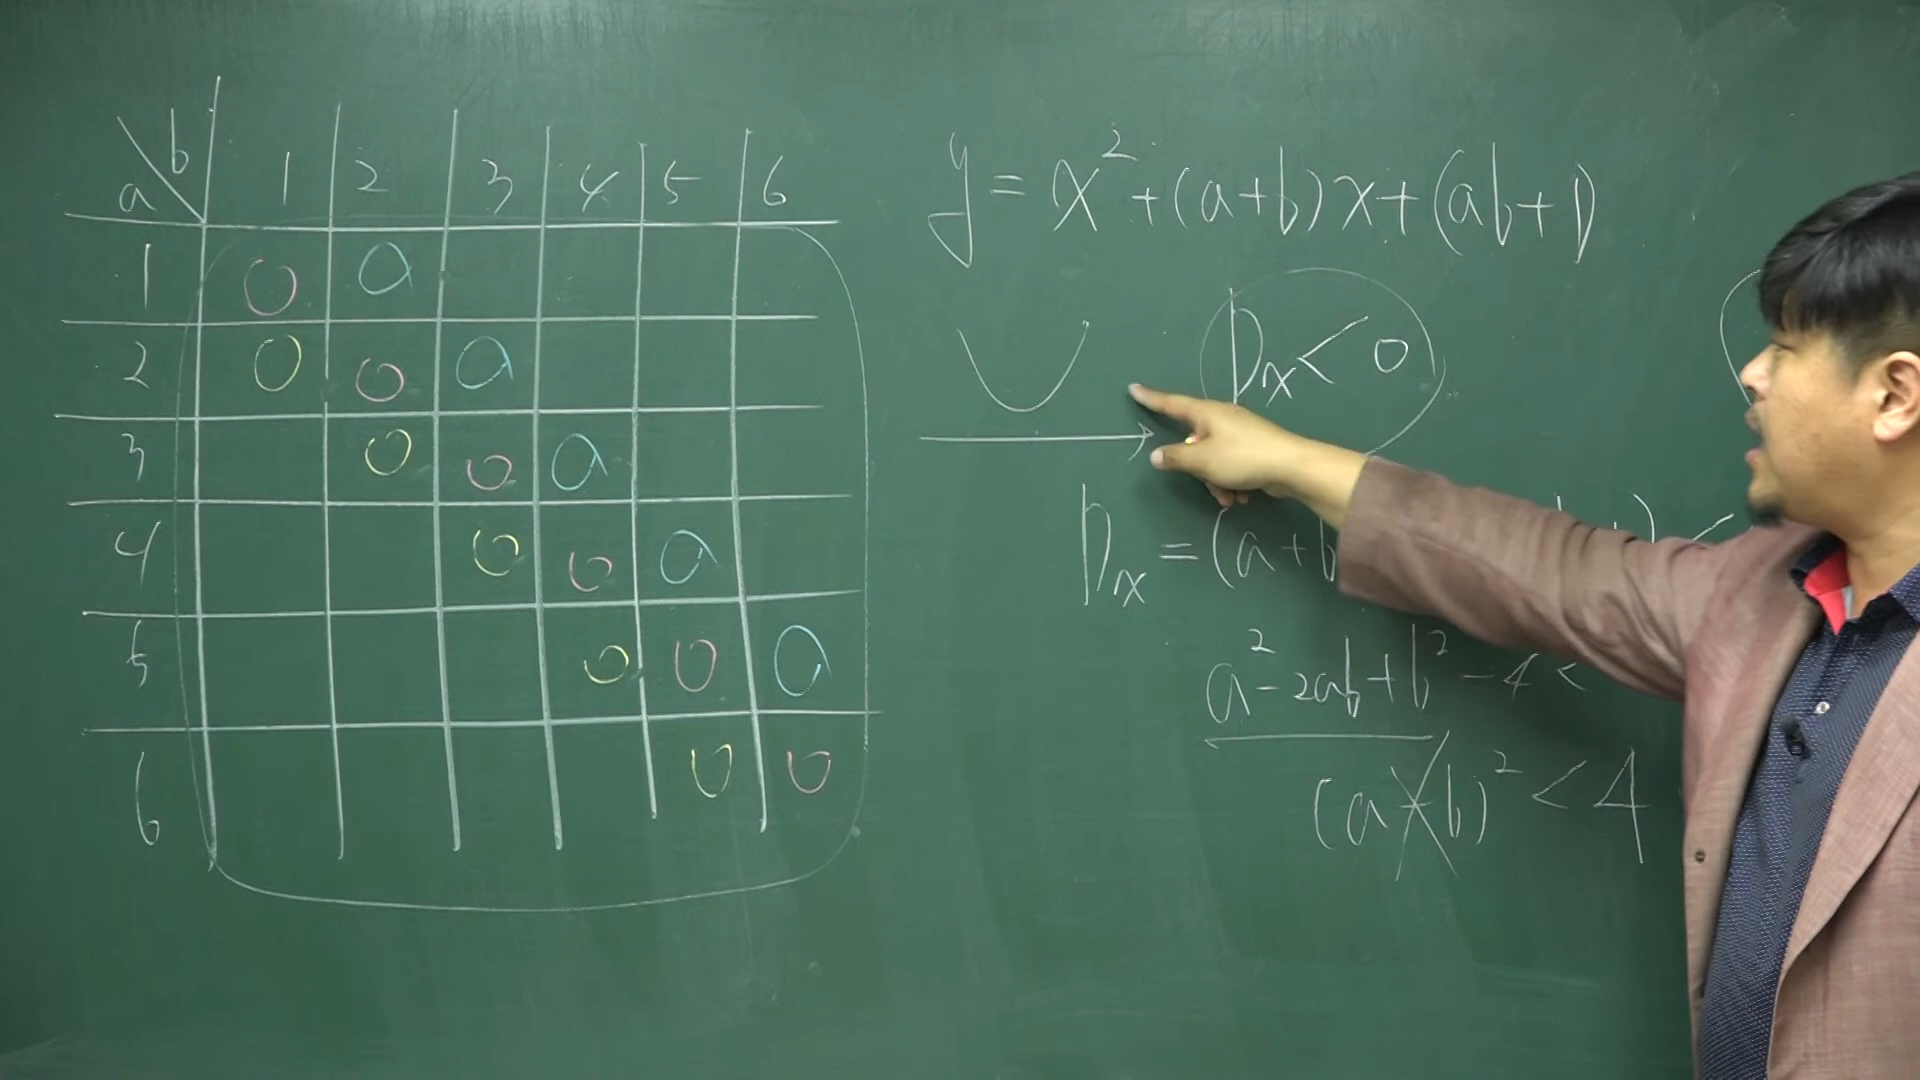 b
a 1 2 3 4 5 6
1 O O
2 O O O
3 O O O
4 O O O
5 O O O
6 O O
y = x² + (a+b)x + (ab+1)
Dx < 0
Dx = (a+b
a² - 2ab + b² - 4 <
(a-b)² < 4